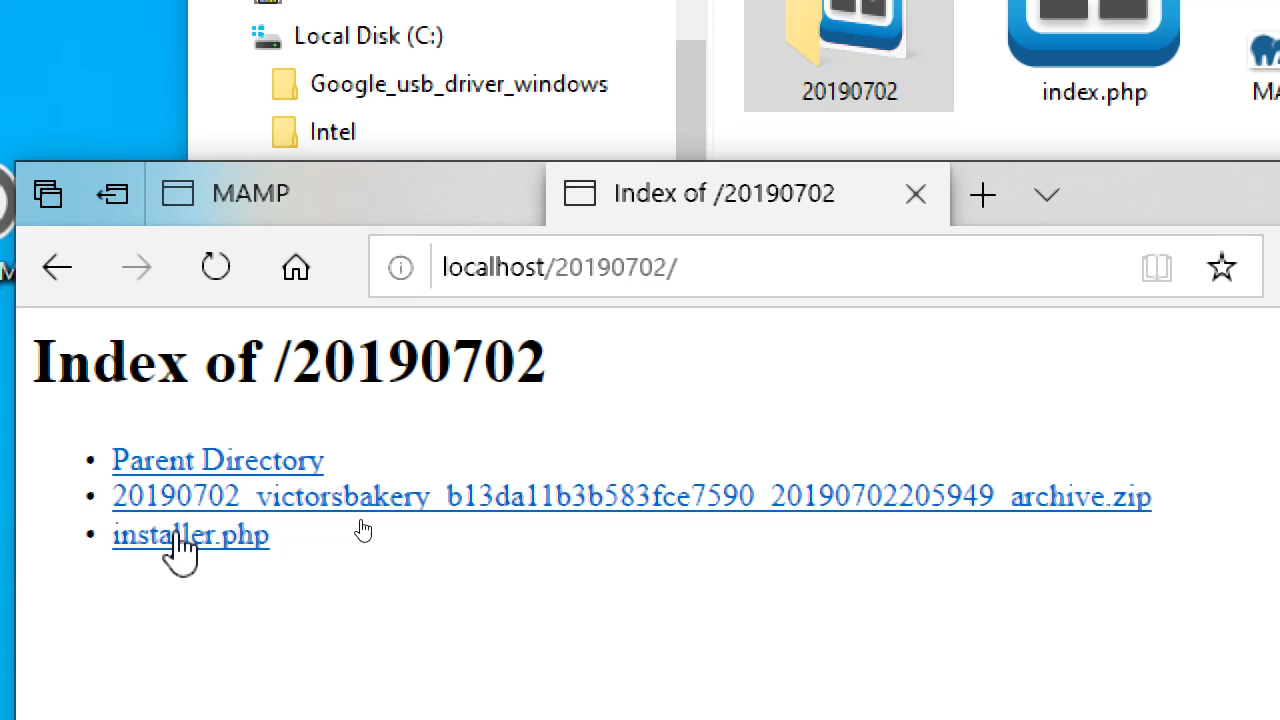 Local Disk (C:)
Google_usb_driver_windows
Intel
20190702
index.php
MAMP
Index of /20190702
localhost/20190702/
Index of /20190702
Parent Directory
20190702_victorsbakery_b13da11b3b583fce7590_20190702205949_archive.zip
installer.php